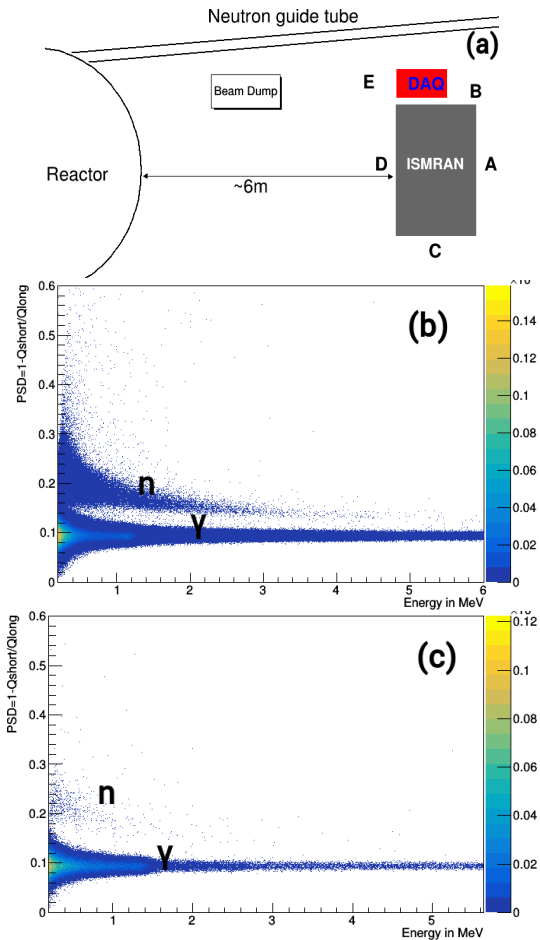 Neutron guide tube
(a)
Beam Dump
E
DAQ
B
Reactor
D
ISMRAN
A
~6m
C
PSD=1-Qshort/Qlong
0.6
0.5
0.4
0.3
0.2
0.1
0
(b)
n
γ
1 2 3 4 5 6
Energy in MeV
0.14
0.12
0.1
0.08
0.06
0.04
0.02
0
PSD=1-Qshort/Qlong
0.6
0.5
0.4
0.3
0.2
0.1
0
(c)
n
γ
1 2 3 4 5
Energy in MeV
0.12
0.1
0.08
0.06
0.04
0.02
0